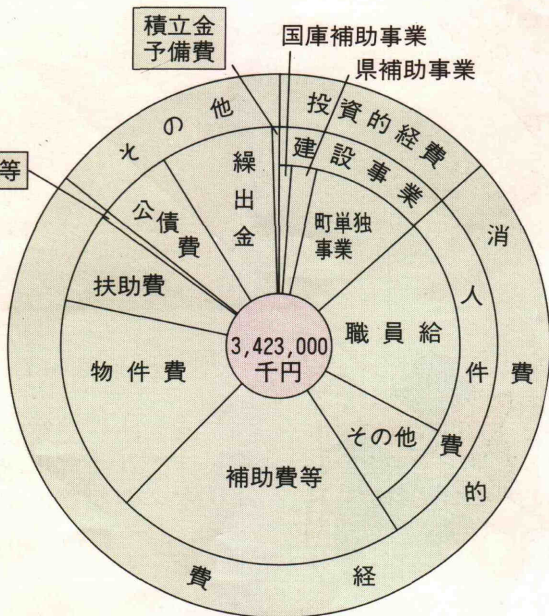 積立金
予備費
国庫補助事業
県補助事業
投資的経費
建設事業
町単独
事業
消費的経費
人件費
職員給
その他
補助費等
物件費
扶助費
等
公債
費
繰出金
その他
3,423,000
千円